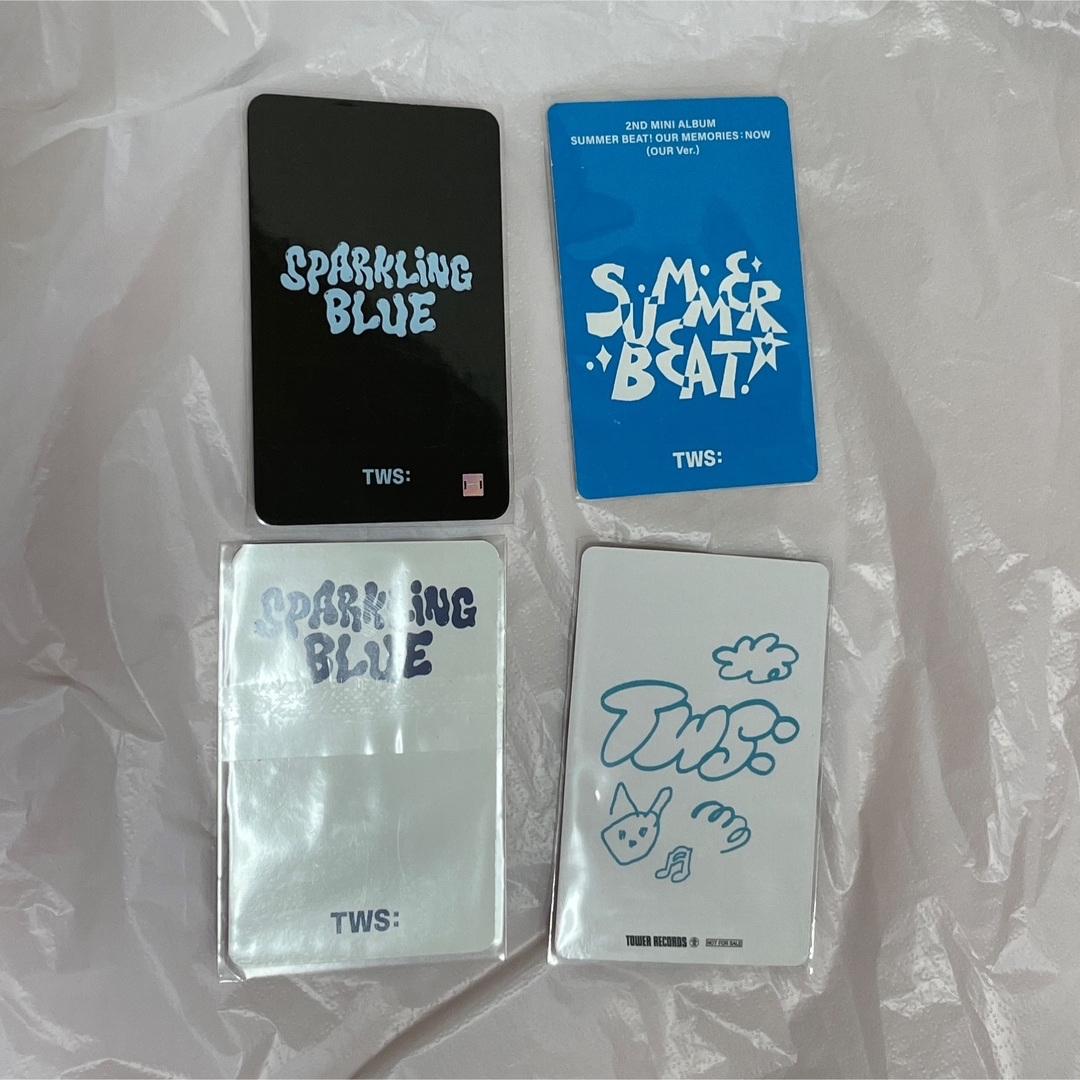 SPARKLiNG
BLUE
TWS:
2ND MINI ALBUM
SUMMER BEAT! OUR MEMORIES : NOW
(OUR Ver.)
SUMMER
BEAT!
TWS:
SPARKLiNG
BLUE
TWS:
TWS:
TOWER RECORDS NOT FOR SALE